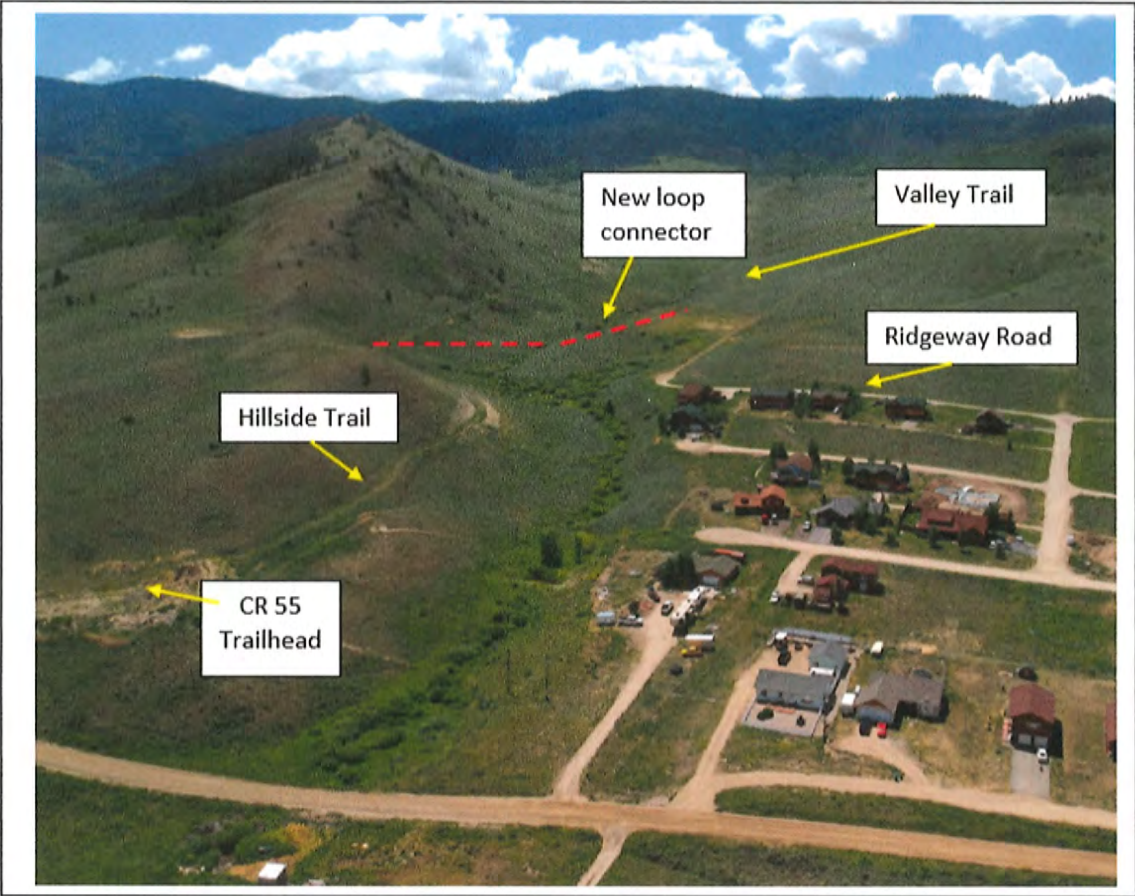 New loop
connector
Valley Trail
Ridgeway Road
Hillside Trail
CR 55
Trailhead